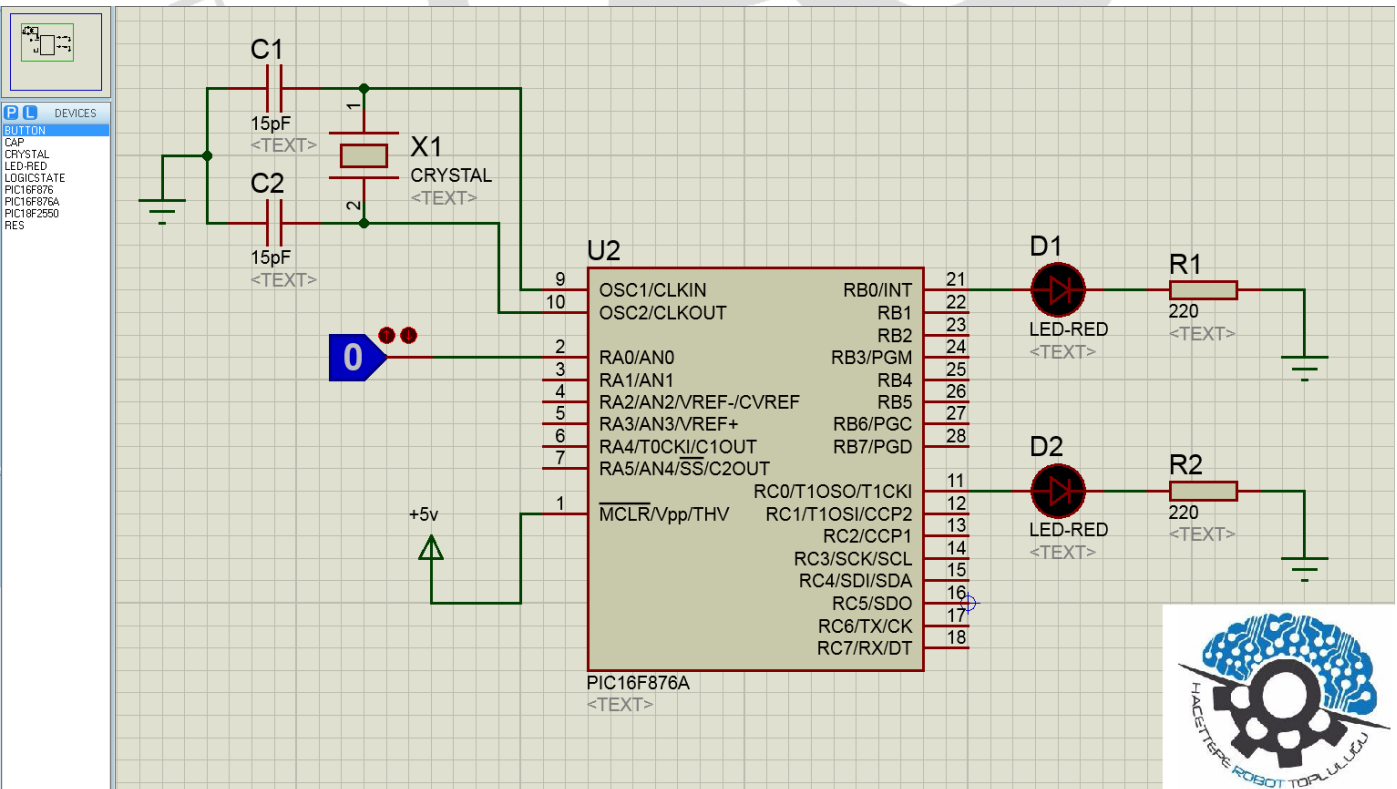 P L DEVICES
BUTTON
CAP
CRYSTAL
LED-RED
LOGICSTATE
PIC16F876
PIC16F876A
PIC18F2550
RES
C1
15pF
<TEXT>
1
X1
CRYSTAL
<TEXT>
2
C2
15pF
<TEXT>
U2
9 OSC1/CLKIN
10 OSC2/CLKOUT
0
2 RA0/AN0
3 RA1/AN1
4 RA2/AN2/VREF-/CVREF
5 RA3/AN3/VREF+
6 RA4/T0CKI/C1OUT
7 RA5/AN4/SS/C2OUT
+5v
1 MCLR/Vpp/THV
RB0/INT 21
RB1 22
RB2 23
RB3/PGM 24
RB4 25
RB5 26
RB6/PGC 27
RB7/PGD 28
RC0/T1OSO/T1CKI 11
RC1/T1OSI/CCP2 12
RC2/CCP1 13
RC3/SCK/SCL 14
RC4/SDI/SDA 15
RC5/SDO 16
RC6/TX/CK 17
RC7/RX/DT 18
PIC16F876A
<TEXT>
D1
LED-RED
<TEXT>
R1
220
<TEXT>
D2
LED-RED
<TEXT>
R2
220
<TEXT>
HACETTEPE ROBOT TOPLULUĞU